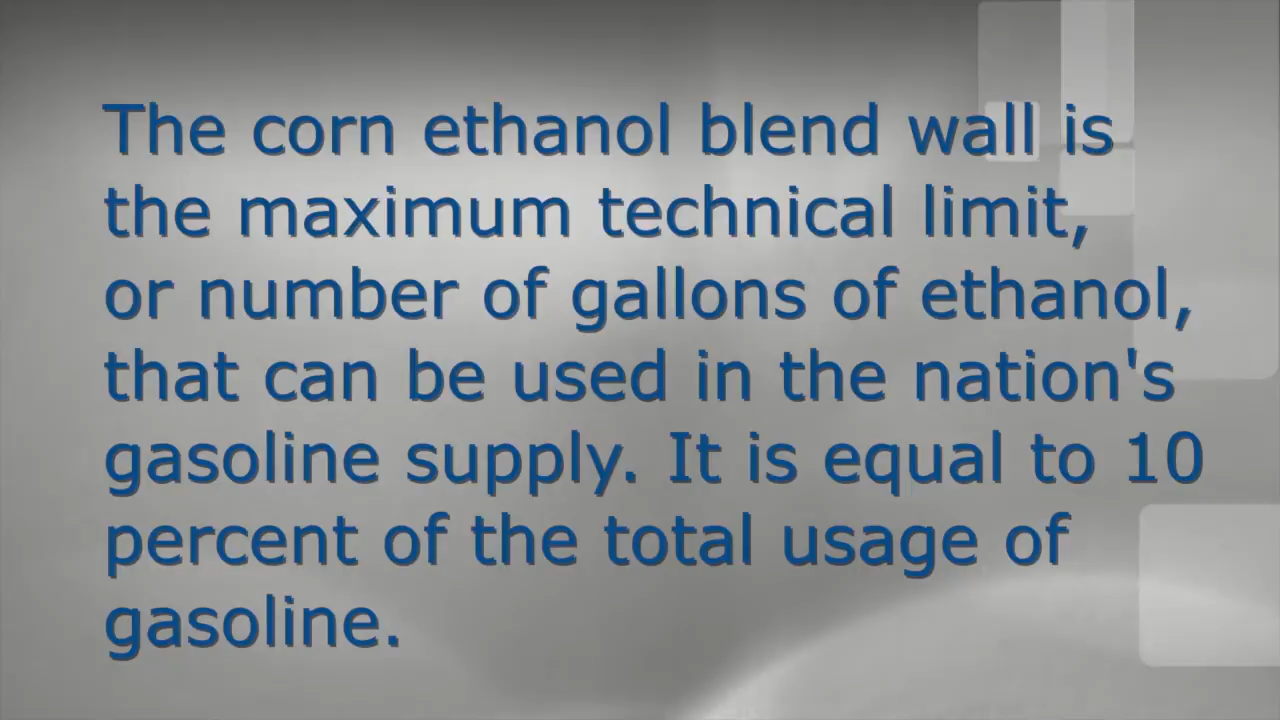 The corn ethanol blend wall is
the maximum technical limit,
or number of gallons of ethanol,
that can be used in the nation's
gasoline supply. It is equal to 10
percent of the total usage of
gasoline.